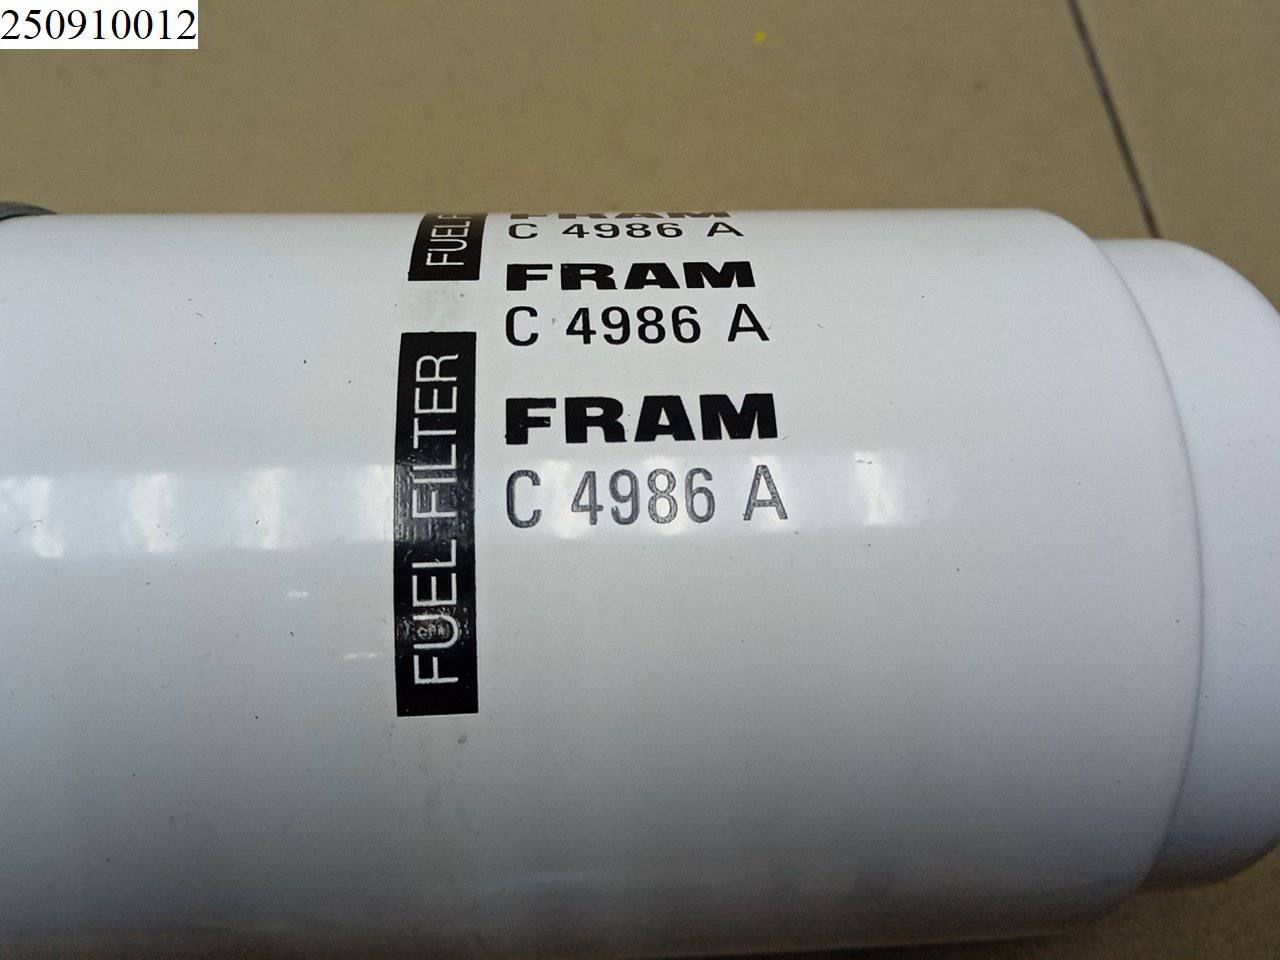 250910012
FUEL F
FRAM
C 4986 A
FRAM
C 4986 A
FUEL FILTER
FRAM
C 4986 A